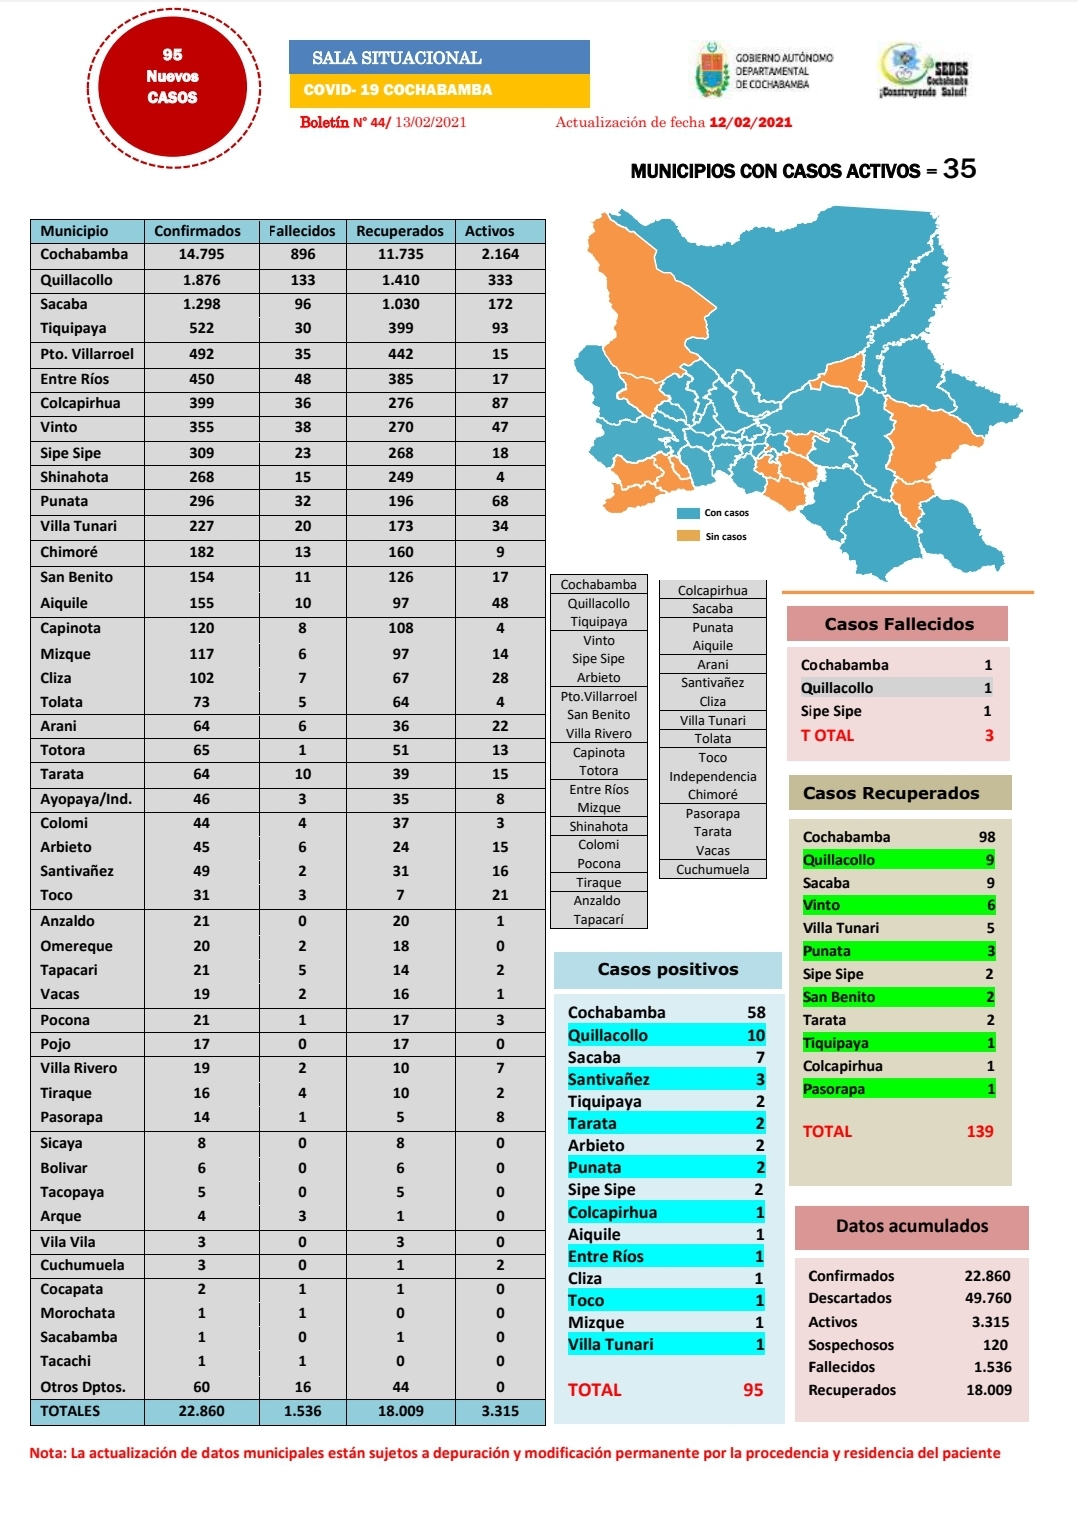 95
Nuevos
CASOS
SALA SITUACIONAL
COVID- 19 COCHABAMBA
Boletín N° 44/ 13/02/2021
Actualización de fecha 12/02/2021
GOBIERNO AUTÓNOMO
DEPARTAMENTAL
DE COCHABAMBA
SEDES
Cochabamba
¡Construyendo Salud!
MUNICIPIOS CON CASOS ACTIVOS = 35
Municipio Confirmados Fallecidos Recuperados Activos
Cochabamba 14.795 896 11.735 2.164
Quillacollo 1.876 133 1.410 333
Sacaba 1.298 96 1.030 172
Tiquipaya 522 30 399 93
Pto. Villarroel 492 35 442 15
Entre Ríos 450 48 385 17
Colcapirhua 399 36 276 87
Vinto 355 38 270 47
Sipe Sipe 309 23 268 18
Shinahota 268 15 249 4
Punata 296 32 196 68
Villa Tunari 227 20 173 34
Chimoré 182 13 160 9
San Benito 154 11 126 17
Aiquile 155 10 97 48
Capinota 120 8 108 4
Mizque 117 6 97 14
Cliza 102 7 67 28
Tolata 73 5 64 4
Arani 64 6 36 22
Totora 65 1 51 13
Tarata 64 10 39 15
Ayopaya/Ind. 46 3 35 8
Colomi 44 4 37 3
Arbieto 45 6 24 15
Santivañez 49 2 31 16
Toco 31 3 7 21
Anzaldo 21 0 20 1
Omereque 20 2 18 0
Tapacari 21 5 14 2
Vacas 19 2 16 1
Pocona 21 1 17 3
Pojo 17 0 17 0
Villa Rivero 19 2 10 7
Tiraque 16 4 10 2
Pasorapa 14 1 5 8
Sicaya 8 0 8 0
Bolivar 6 0 6 0
Tacopaya 5 0 5 0
Arque 4 3 1 0
Vila Vila 3 0 3 0
Cuchumuela 3 0 1 2
Cocapata 2 1 1 0
Morochata 1 1 0 0
Sacabamba 1 0 1 0
Tacachi 1 1 0 0
Otros Dptos. 60 16 44 0
TOTALES 22.860 1.536 18.009 3.315
Con casos
Sin casos
Cochabamba
Quillacollo
Tiquipaya
Vinto
Sipe Sipe
Arbieto
Pto.Villarroel
San Benito
Villa Rivero
Capinota
Totora
Entre Ríos
Mizque
Shinahota
Colomi
Pocona
Tiraque
Anzaldo
Tapacarí
Colcapirhua
Sacaba
Punata
Aiquile
Arani
Santivañez
Cliza
Villa Tunari
Tolata
Toco
Independencia
Chimoré
Pasorapa
Tarata
Vacas
Cuchumuela
Casos positivos
Cochabamba 58
Quillacollo 10
Sacaba 7
Santivañez 3
Tiquipaya 2
Tarata 2
Arbieto 2
Punata 2
Sipe Sipe 2
Colcapirhua 1
Aiquile 1
Entre Ríos 1
Cliza 1
Toco 1
Mizque 1
Villa Tunari 1
TOTAL 95
Casos Fallecidos
Cochabamba 1
Quillacollo 1
Sipe Sipe 1
T OTAL 3
Casos Recuperados
Cochabamba 98
Quillacollo 9
Sacaba 9
Vinto 6
Villa Tunari 5
Punata 3
Sipe Sipe 2
San Benito 2
Tarata 2
Tiquipaya 1
Colcapirhua 1
Pasorapa 1
TOTAL 139
Datos acumulados
Confirmados 22.860
Descartados 49.760
Activos 3.315
Sospechosos 120
Fallecidos 1.536
Recuperados 18.009
Nota: La actualización de datos municipales están sujetos a depuración y modificación permanente por la procedencia y residencia del paciente